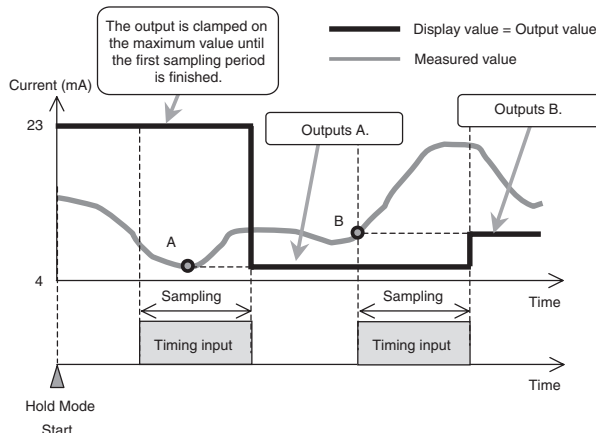 The output is clamped on
the maximum value until
the first sampling period
is finished.
Display value = Output value
Measured value
Current (mA)
23
Outputs A.
Outputs B.
A
B
4
Sampling
Sampling
Time
Timing input
Timing input
Time
Hold Mode
Start